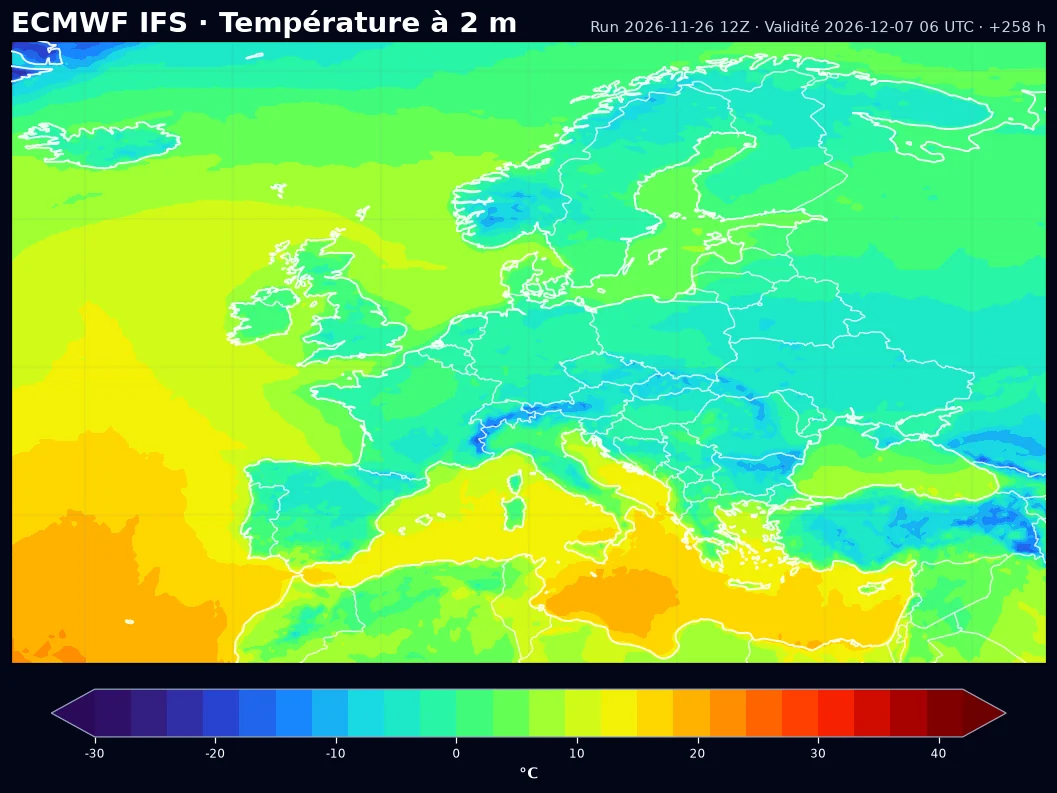 ECMWF IFS · Température à 2 m
Run 2026-11-26 12Z · Validité 2026-12-07 06 UTC · +258 h
-30 -20 -10 0 10 20 30 40
°C